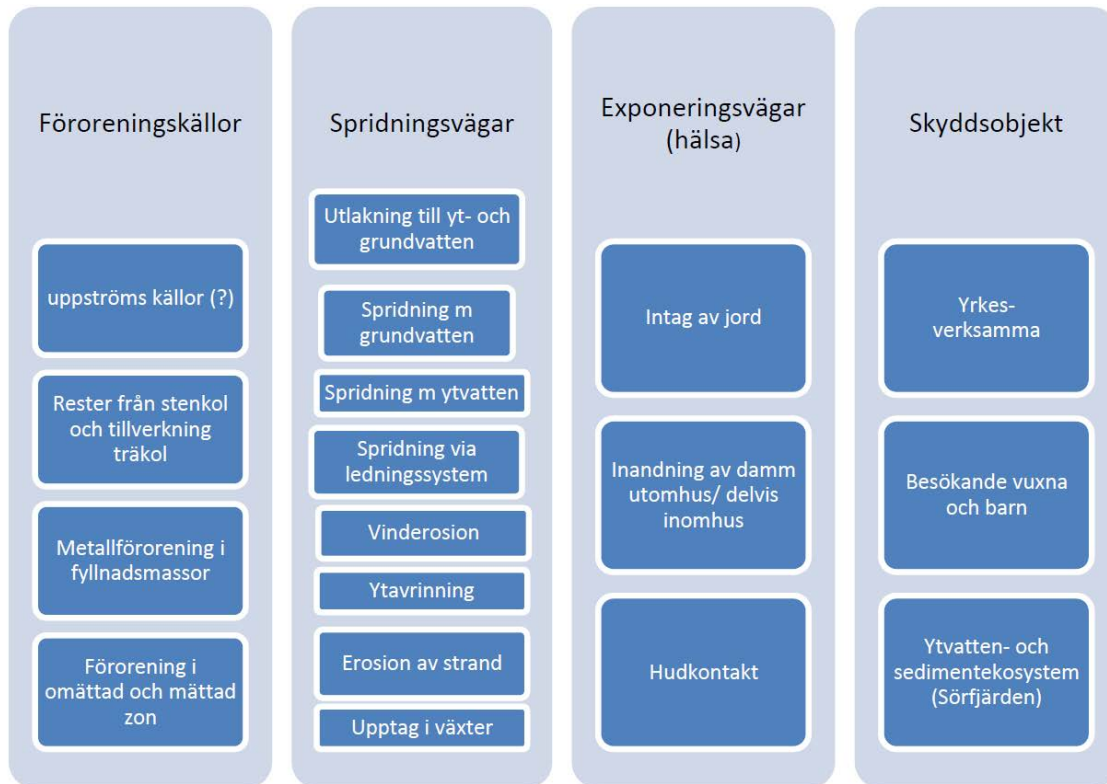 Föroreningskällor
uppströms källor (?)
Rester från stenkol
och tillverkning
träkol
Metallförorening i
fyllnadsmassor
Förorening i
omättad och mättad
zon
Spridningsvägar
Utlakning till yt- och
grundvatten
Spridning m
grundvatten
Spridning m ytvatten
Spridning via
ledningssystem
Vinderosion
Ytavrinning
Erosion av strand
Upptag i växter
Exponeringsvägar
(hälsa)
Intag av jord
Inandning av damm
utomhus/ delvis
inomhus
Hudkontakt
Skyddsobjekt
Yrkes-
verksamma
Besökande vuxna
och barn
Ytvatten- och
sedimentekosystem
(Sörfjärden)